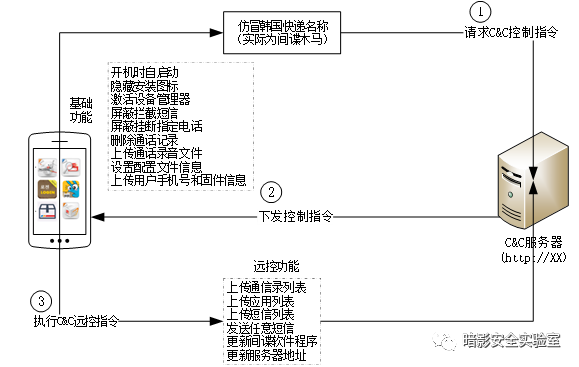 ①
仿冒韩国快递名称
（实际为间谍木马）
请求C&C控制指令
基础
功能
开机时自启动
隐藏安装图标
激活设备管理器
屏蔽拦截短信
屏蔽挂断指定电话
删除通话记录
上传通话录音文件
设置配置文件信息
上传用户手机号和固件信息
②
下发控制指令
C&C服务器
(http://XX)
③
执行C&C远控指令
远控功能
上传通信录列表
上传应用列表
上传短信列表
发送任意短信
更新间谍软件程序
更新服务器地址
暗影安全实验室